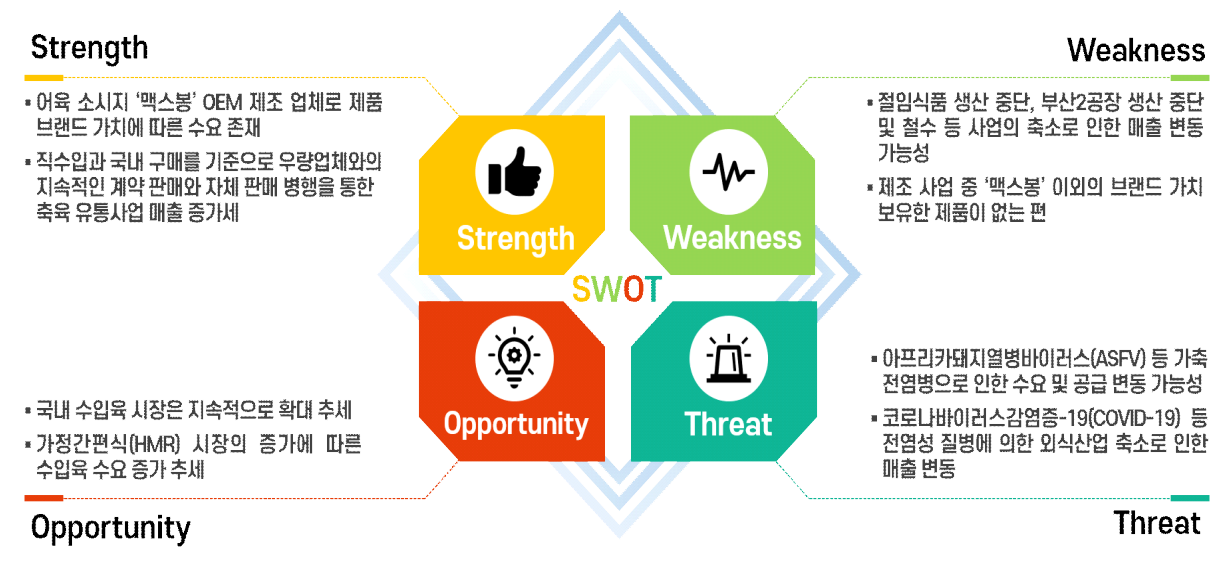 Strength
▪ 어육 소시지 ‘맥스봉’ OEM 제조 업체로 제품
브랜드 가치에 따른 수요 존재
▪ 직수입과 국내 구매를 기준으로 우량업체와의
지속적인 계약 판매와 자체 판매 병행을 통한
축육 유통사업 매출 증가세
Weakness
▪ 절임식품 생산 중단, 부산2공장 생산 중단
및 철수 등 사업의 축소로 인한 매출 변동
가능성
▪ 제조 사업 중 ‘맥스봉’ 이외의 브랜드 가치
보유한 제품이 없는 편
Strength
Weakness
SWOT
Opportunity
Threat
▪ 국내 수입육 시장은 지속적으로 확대 추세
▪ 가정간편식(HMR) 시장의 증가에 따른
수입육 수요 증가 추세
Opportunity
▪ 아프리카돼지열병바이러스(ASFV) 등 가축
전염병으로 인한 수요 및 공급 변동 가능성
▪ 코로나바이러스감염증-19(COVID-19) 등
전염성 질병에 의한 외식산업 축소로 인한
매출 변동
Threat